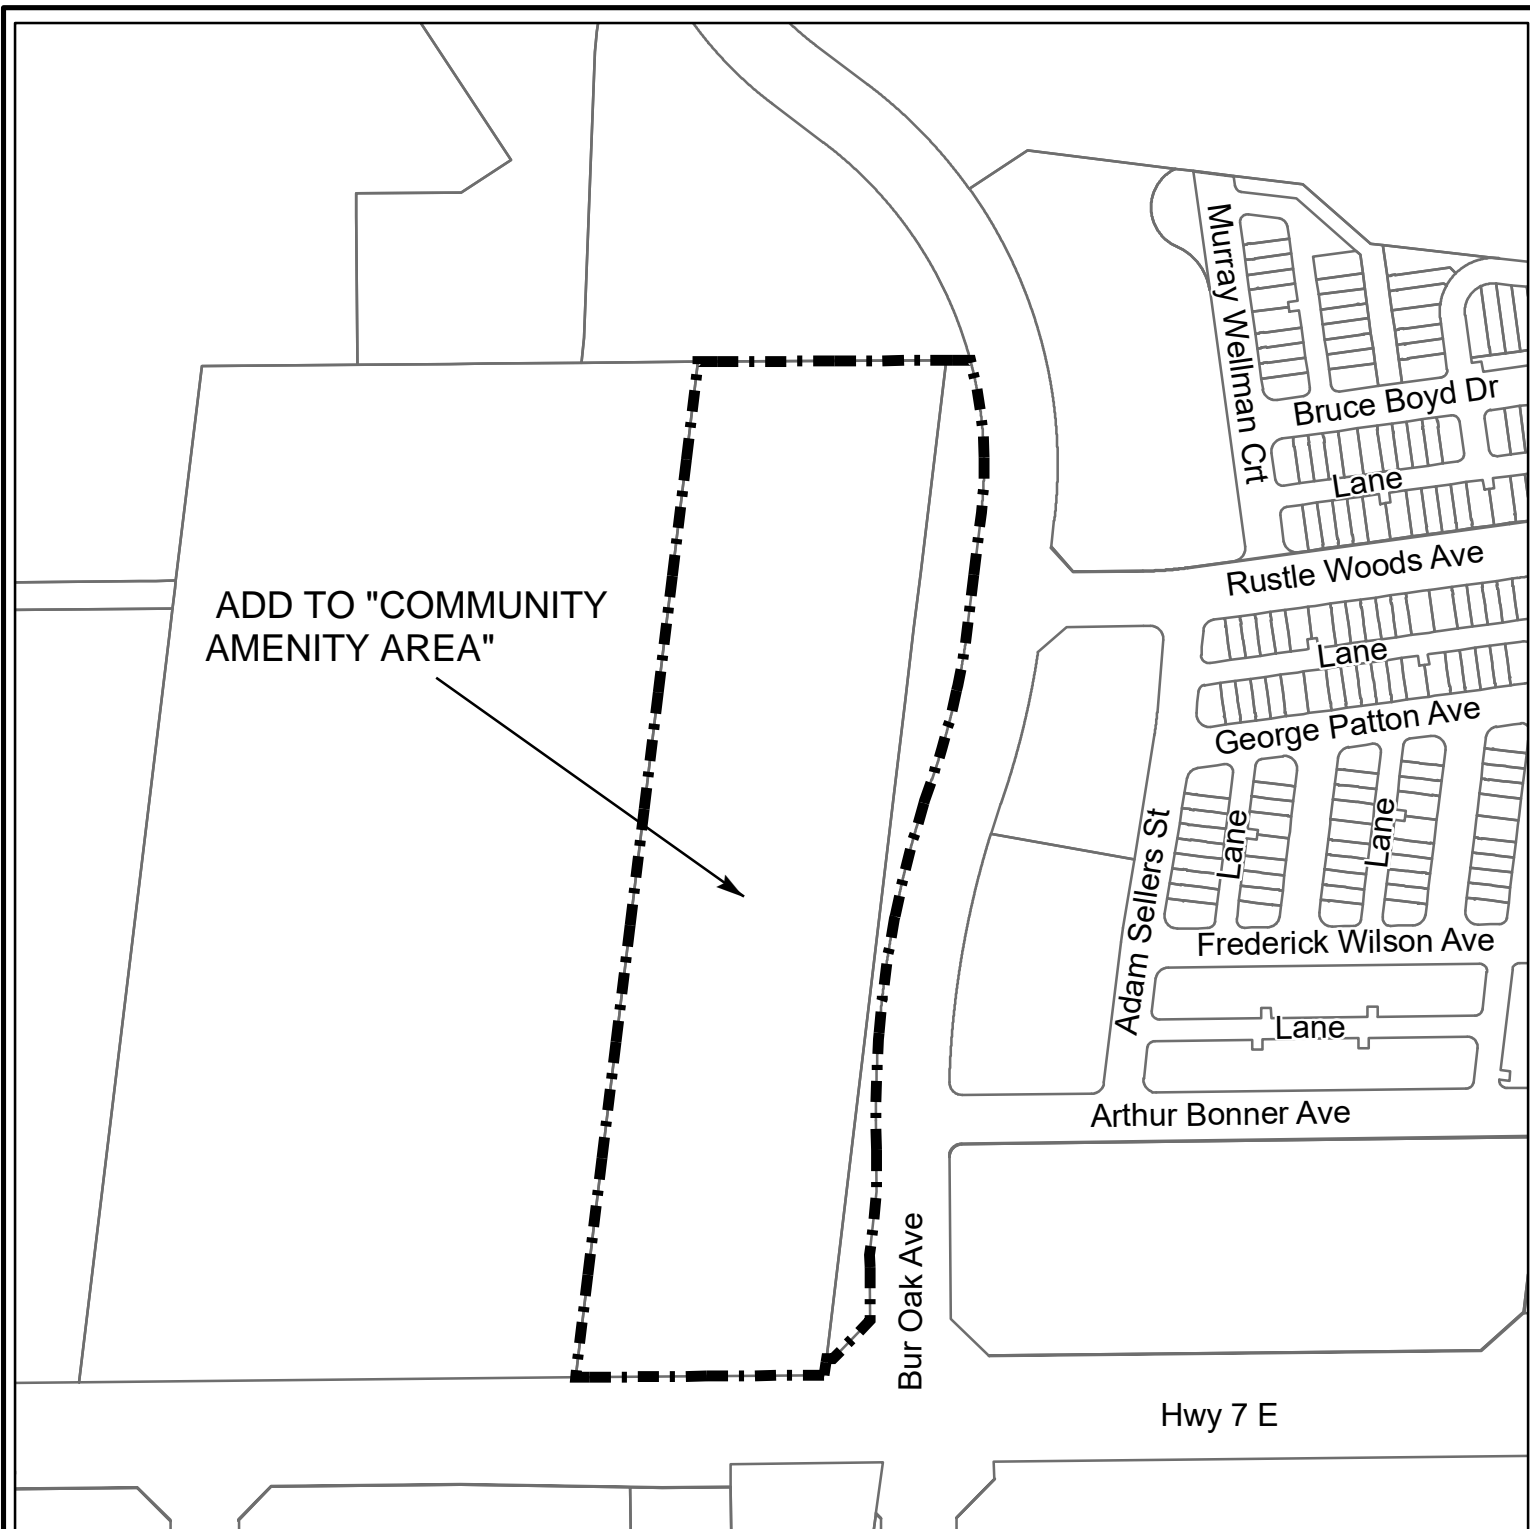 Murray Wellman Crt
Bruce Boyd Dr
Lane
Rustle Woods Ave
ADD TO "COMMUNITY
AMENITY AREA"
Lane
George Patton Ave
Lane
Lane
Adam Sellers St
Frederick Wilson Ave
Lane
Arthur Bonner Ave
Bur Oak Ave
Hwy 7 E